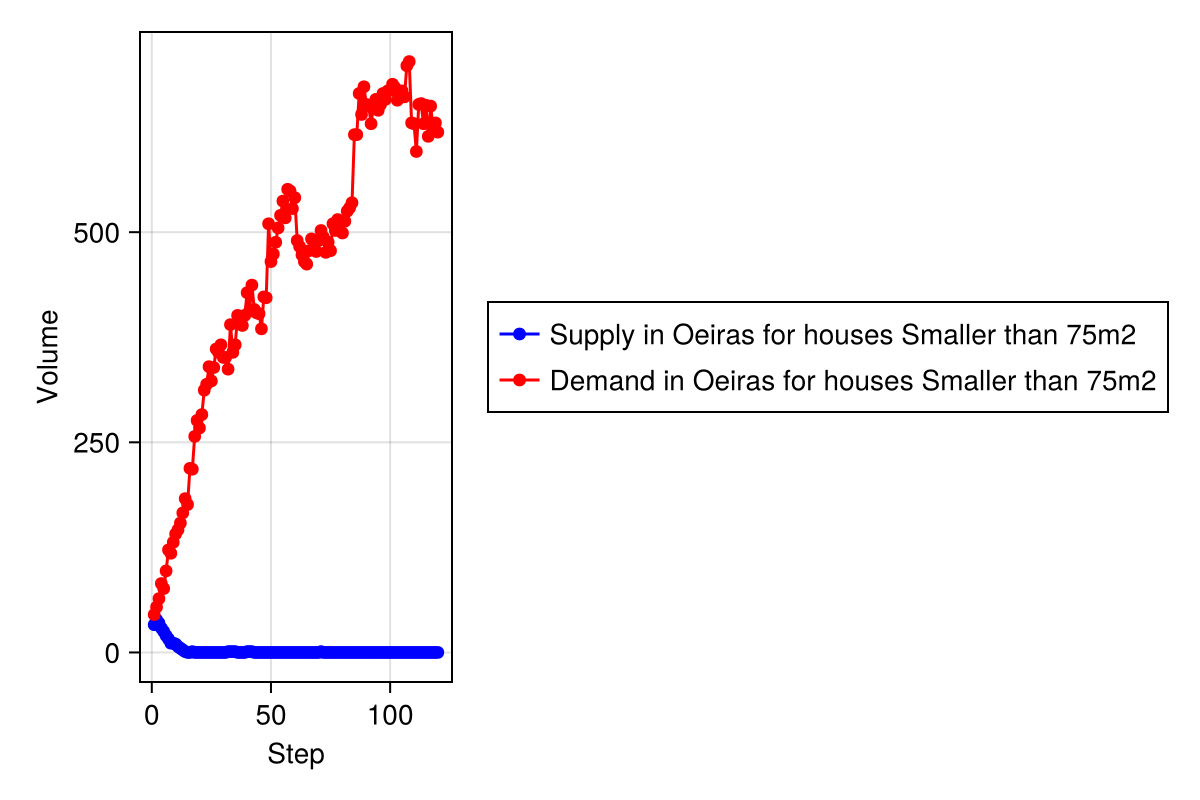 Volume
500
250
0
0 50 100
Step
Supply in Oeiras for houses Smaller than 75m2
Demand in Oeiras for houses Smaller than 75m2